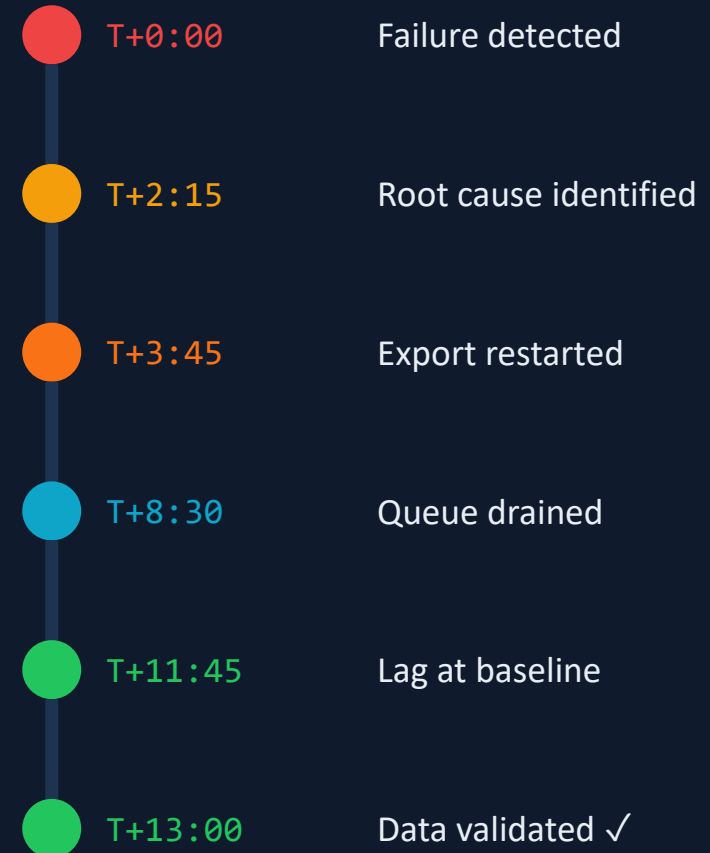 T+0:00 Failure detected
T+2:15 Root cause identified
T+3:45 Export restarted
T+8:30 Queue drained
T+11:45 Lag at baseline
T+13:00 Data validated ✓